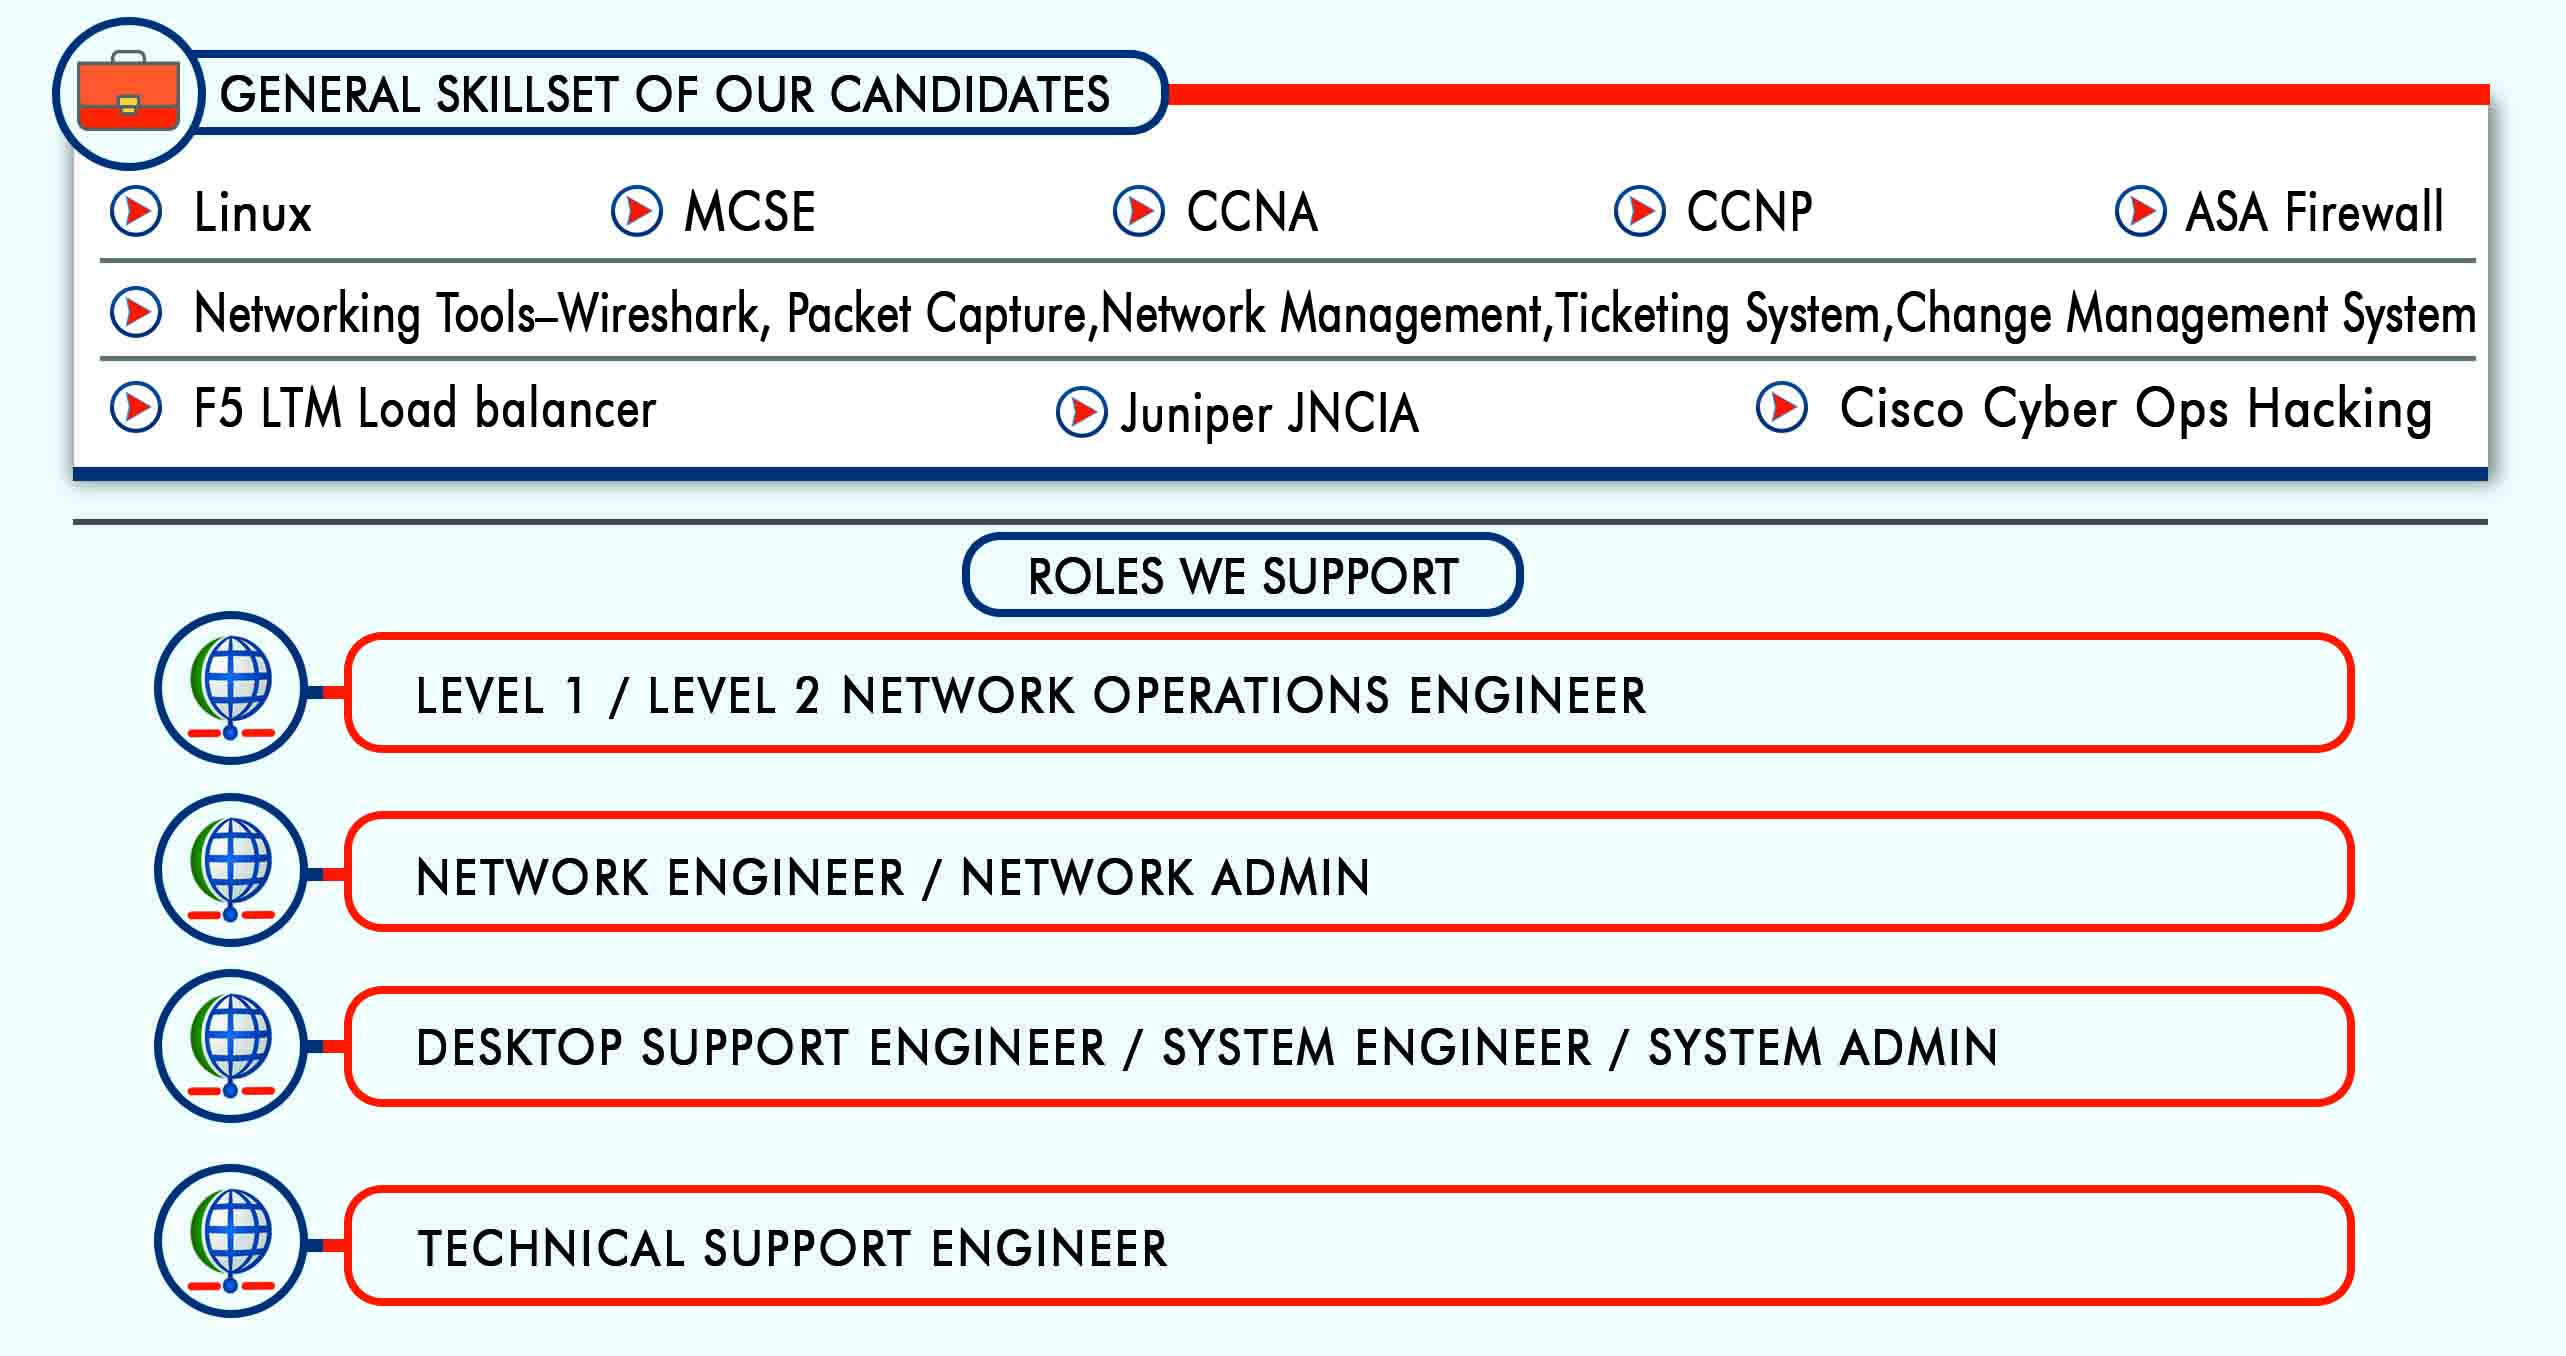 GENERAL SKILLSET OF OUR CANDIDATES
Linux MCSE CCNA CCNP ASA Firewall
Networking Tools–Wireshark, Packet Capture,Network Management,Ticketing System,Change Management System
F5 LTM Load balancer Juniper JNCIA Cisco Cyber Ops Hacking
ROLES WE SUPPORT
LEVEL 1 / LEVEL 2 NETWORK OPERATIONS ENGINEER
NETWORK ENGINEER / NETWORK ADMIN
DESKTOP SUPPORT ENGINEER / SYSTEM ENGINEER / SYSTEM ADMIN
TECHNICAL SUPPORT ENGINEER